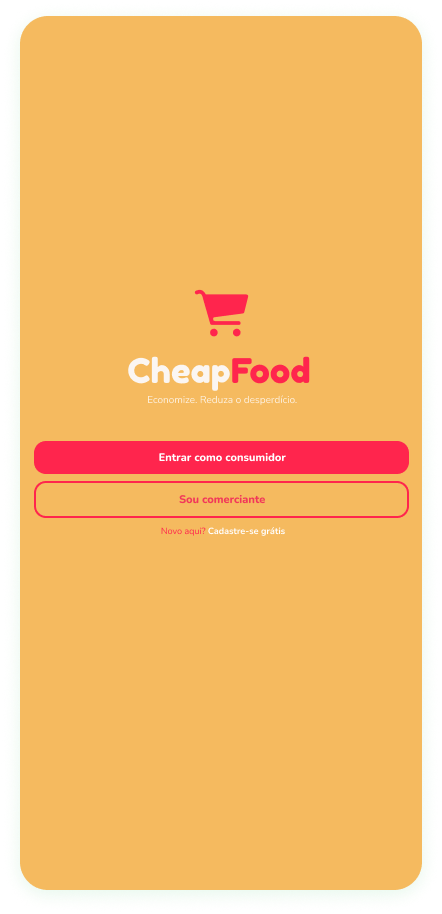 CheapFood
Economize. Reduza o desperdício.
Entrar como consumidor
Sou comerciante
Novo aqui? Cadastre-se grátis